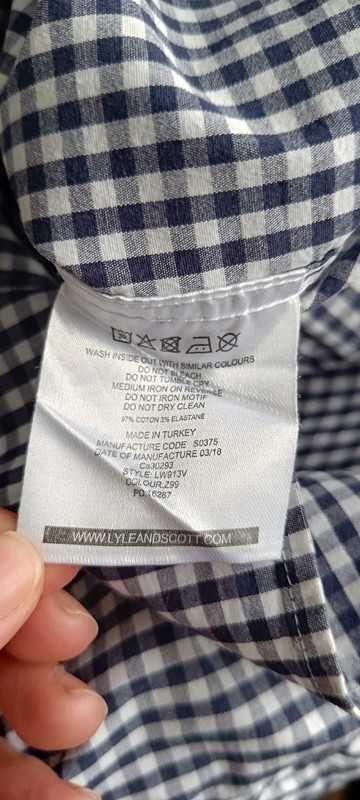 WASH INSIDE OUT WITH SIMILAR COLOURS
DO NOT BLEACH
DO NOT TUMBLE DRY
MEDIUM IRON ON REVERSE
DO NOT IRON MOTIF
DO NOT DRY CLEAN
97% COTTON 3% ELASTANE
MADE IN TURKEY
MANUFACTURE CODE S0375
DATE OF MANUFACTURE 03/18
Ca30293
STYLE: LW913V
COLOUR:Z99
PO:16287
WWW.LYLEANDSCOTT.COM